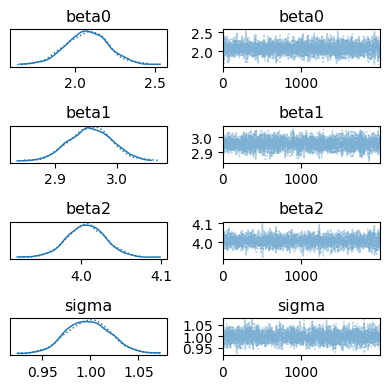 beta0 beta0
2.5
2.0
2.0 2.5 0 1000
beta1 beta1
3.0
2.9
2.9 3.0 0 1000
beta2 beta2
4.1
4.0
4.0 4.1 0 1000
sigma sigma
1.05
1.00
0.95
0.95 1.00 1.05 0 1000